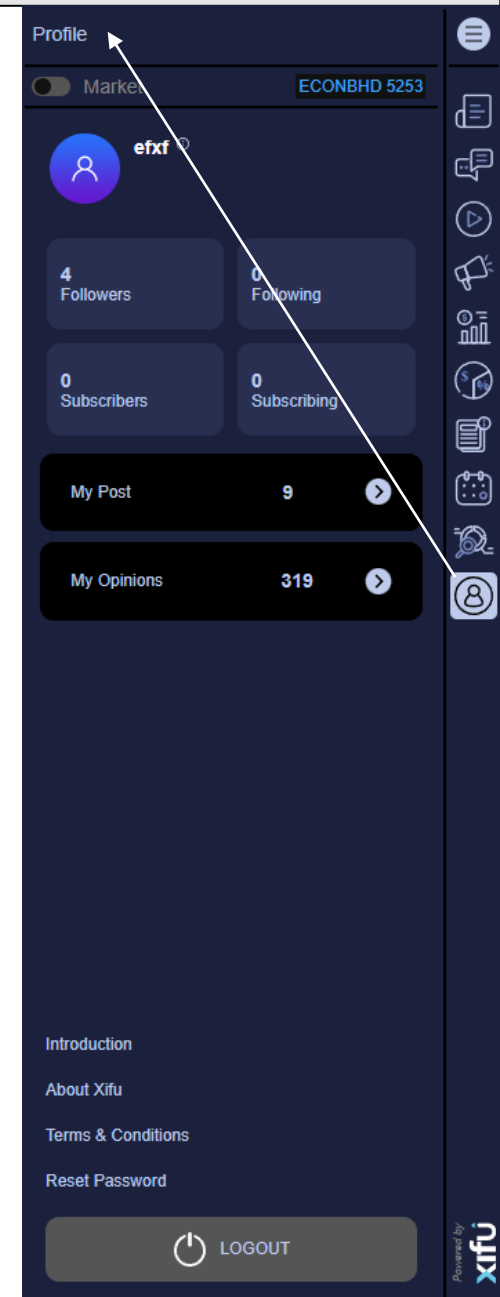 Profile
Market
ECONBHD 5253
efxf
4
Followers
0
Following
0
Subscribers
0
Subscribing
My Post 9
My Opinions 319
Introduction
About Xifu
Terms & Conditions
Reset Password
LOGOUT
Powered by
xifu